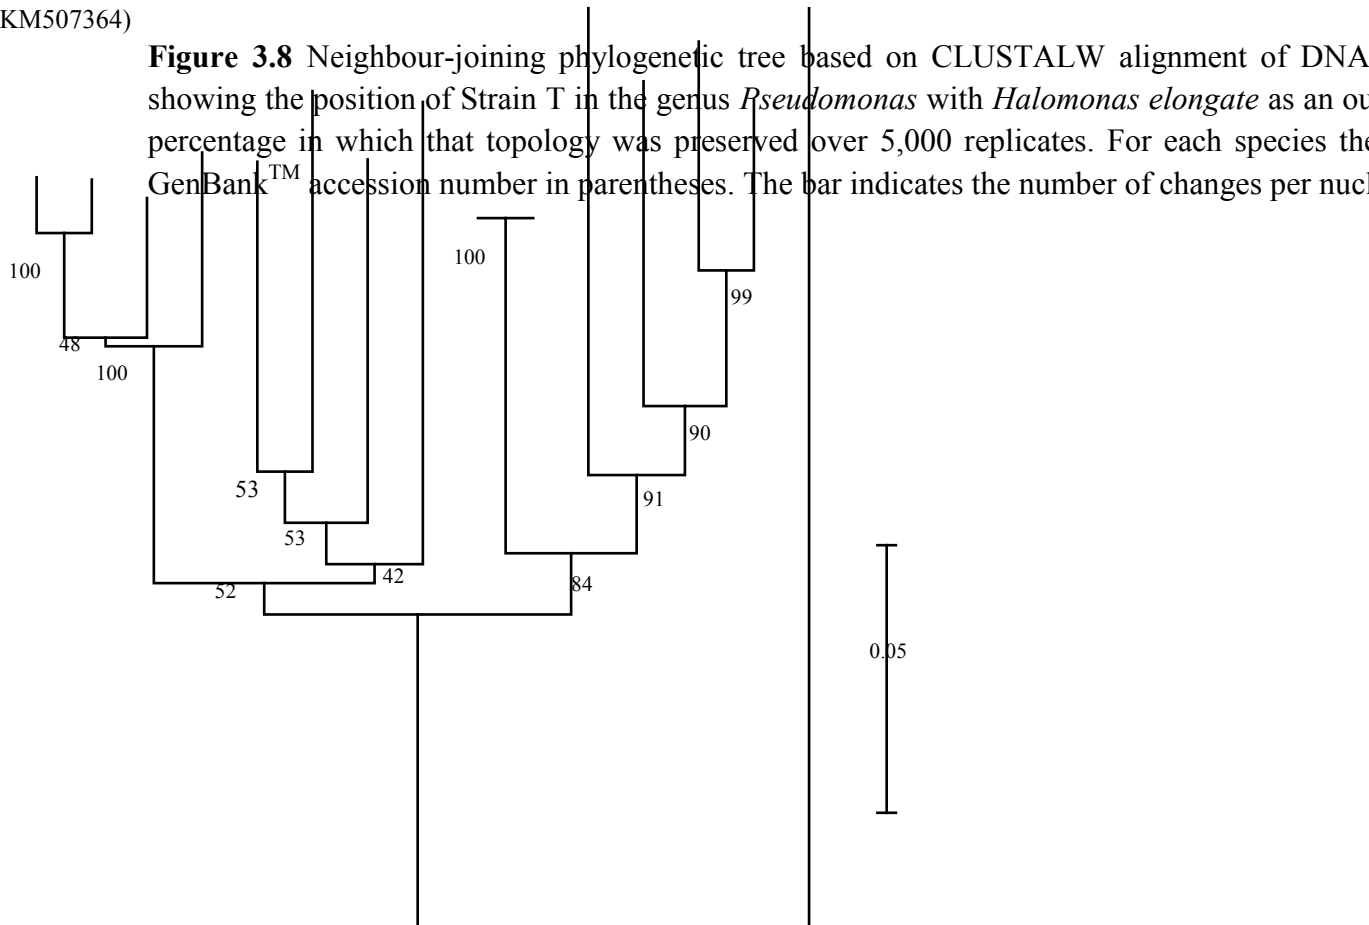 KM507364)
Figure 3.8 Neighbour-joining phylogenetic tree based on CLUSTALW alignment of DNA
showing the position of Strain T in the genus Pseudomonas with Halomonas elongate as an ou
percentage in which that topology was preserved over 5,000 replicates. For each species the
GenBank™ accession number in parentheses. The bar indicates the number of changes per nucl
100
100
99
48
100
90
53
91
53
42
84
52
0.05